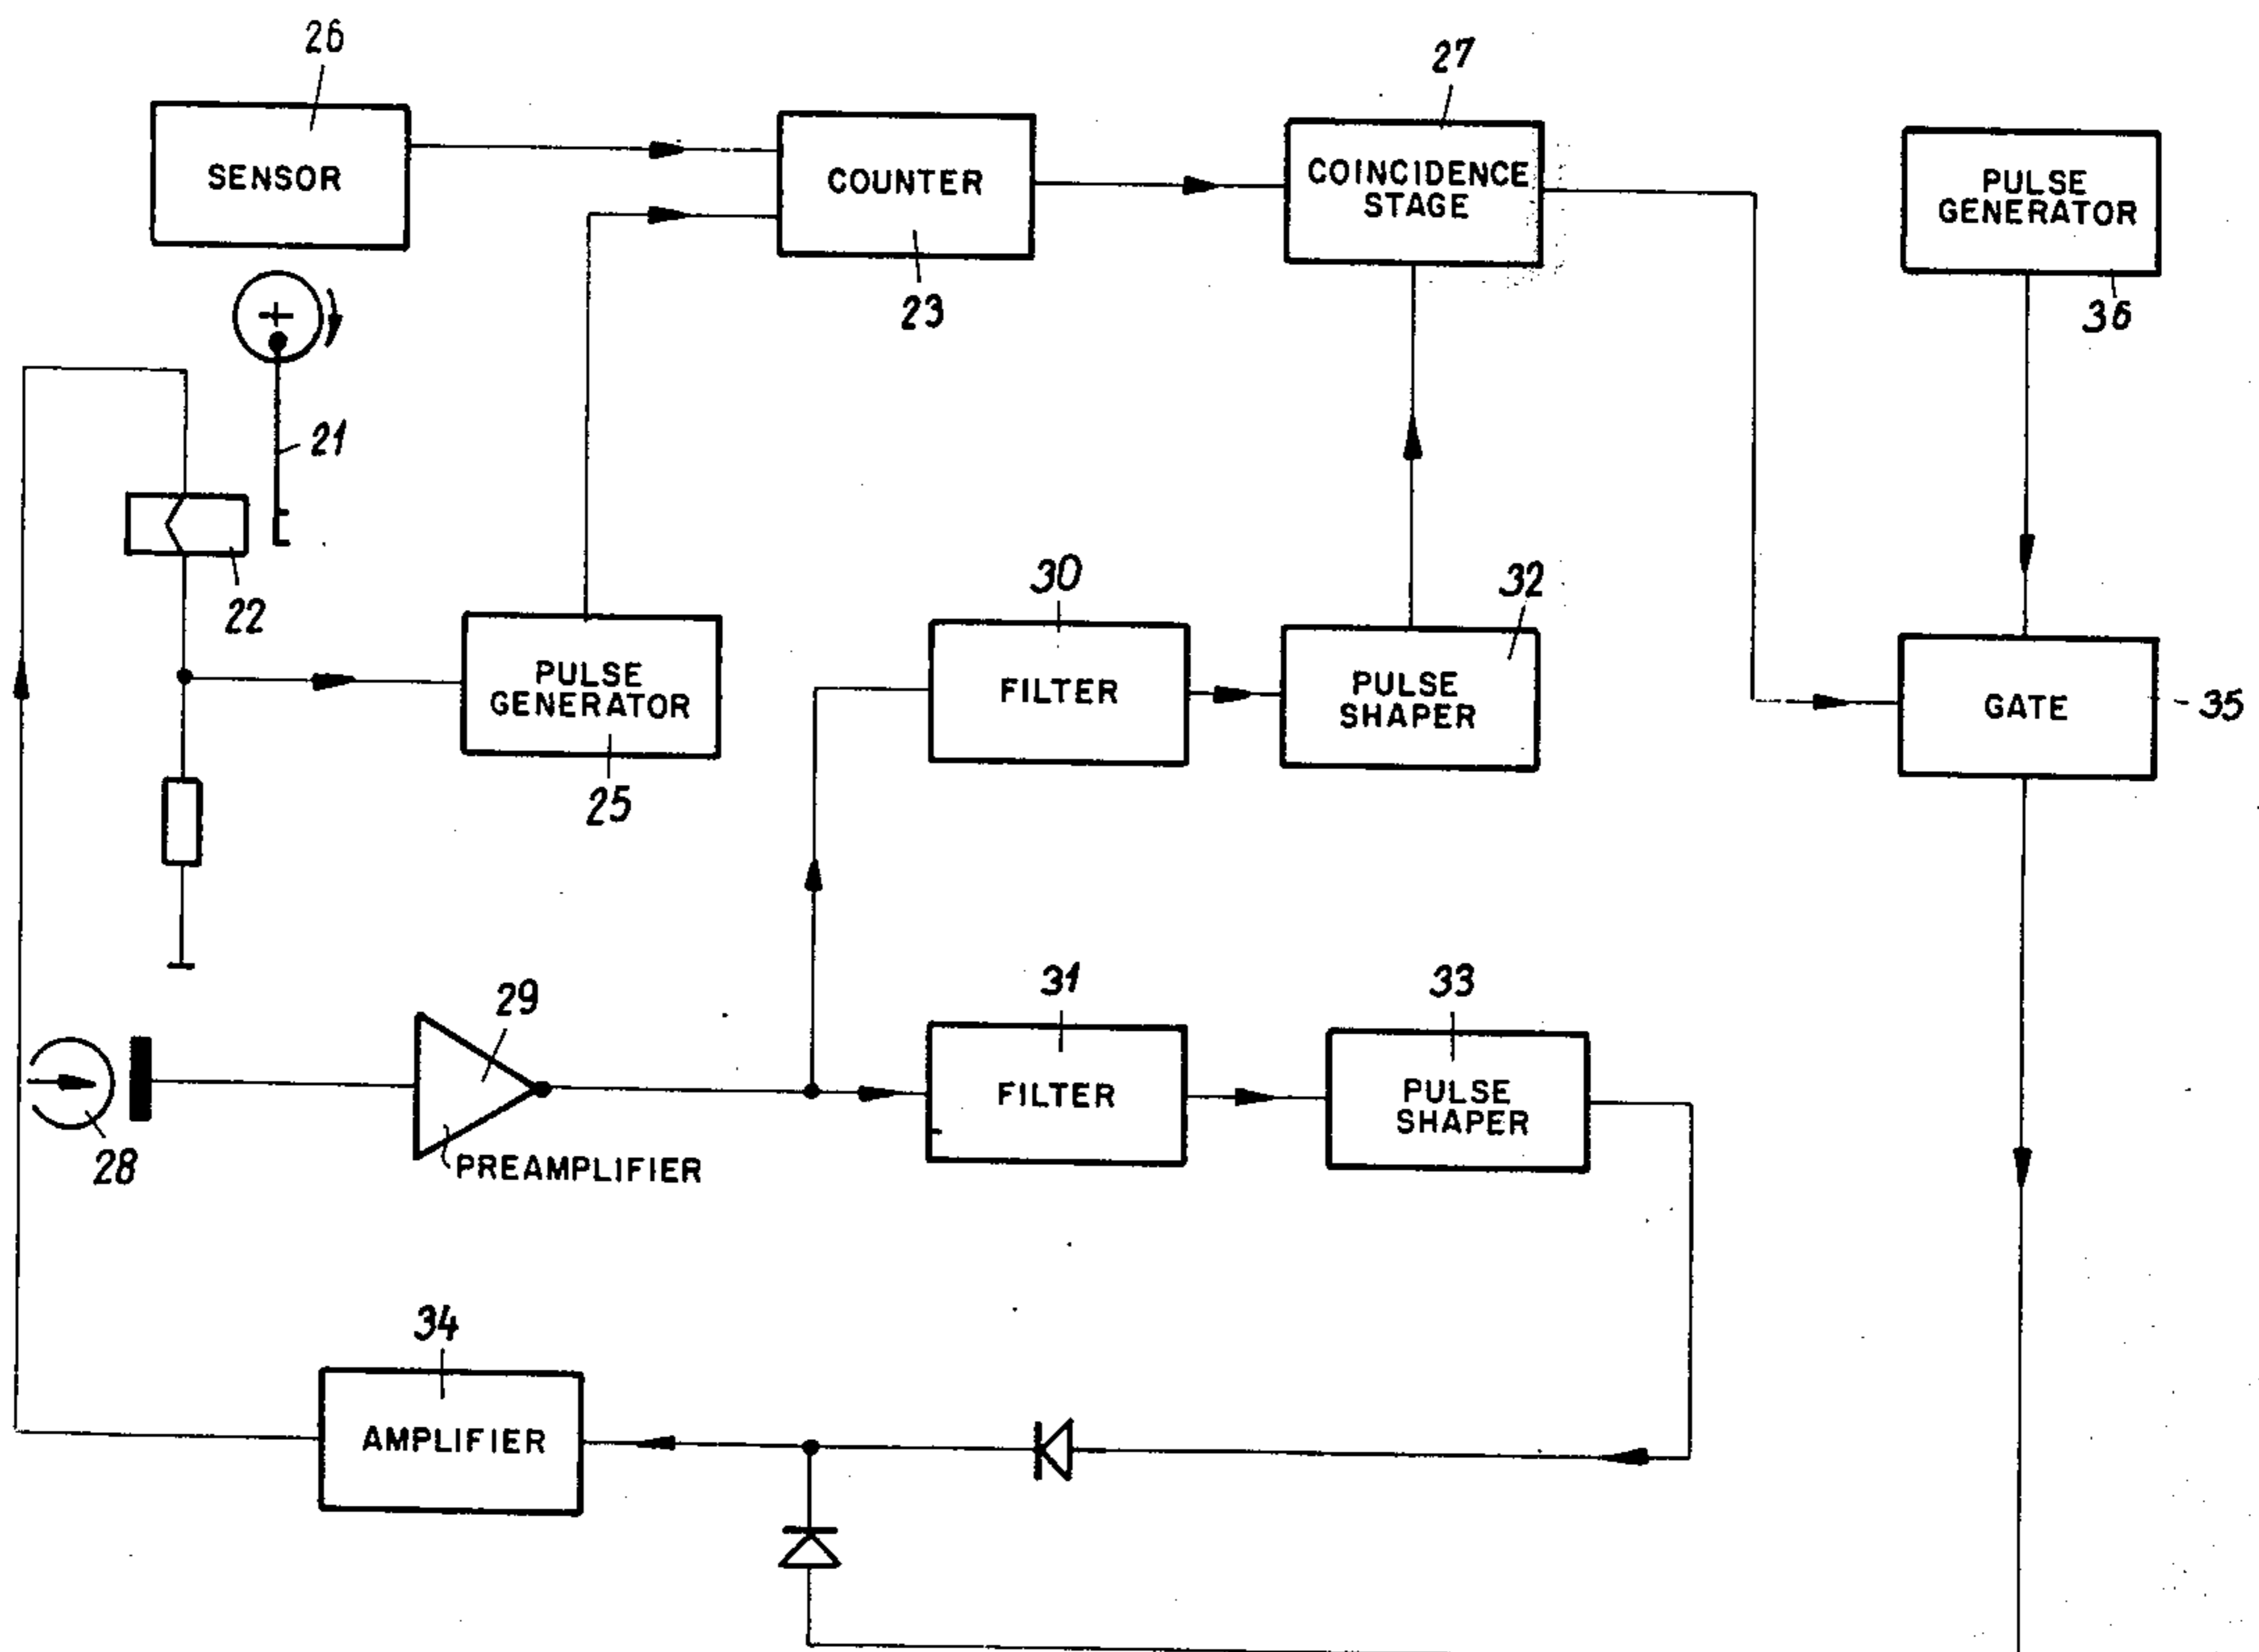 26
27
SENSOR
COUNTER
COINCIDENCE
STAGE
PULSE
GENERATOR
23
36
21
22
30
32
PULSE
GENERATOR
FILTER
PULSE
SHAPER
GATE
35
25
29
31
33
FILTER
PULSE
SHAPER
28
PREAMPLIFIER
34
AMPLIFIER